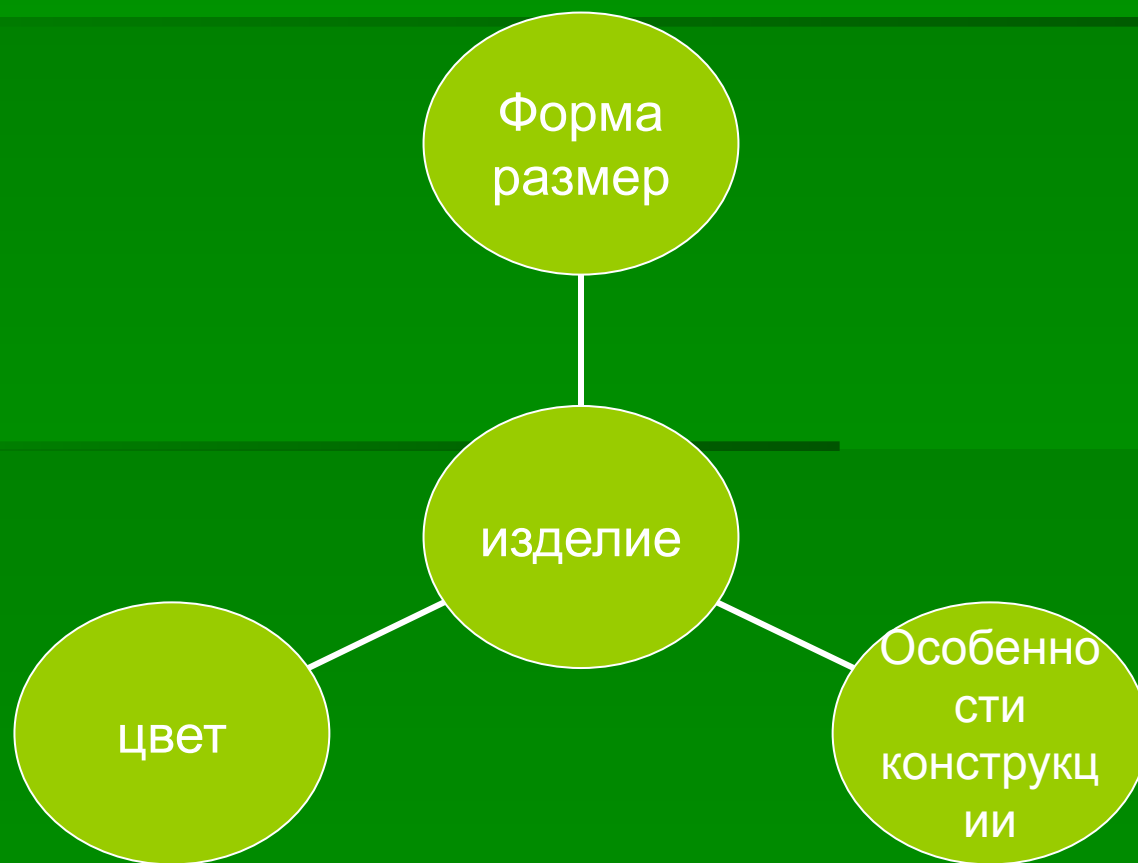 Форма
размер
изделие
цвет
Особенно
сти
конструкц
ии